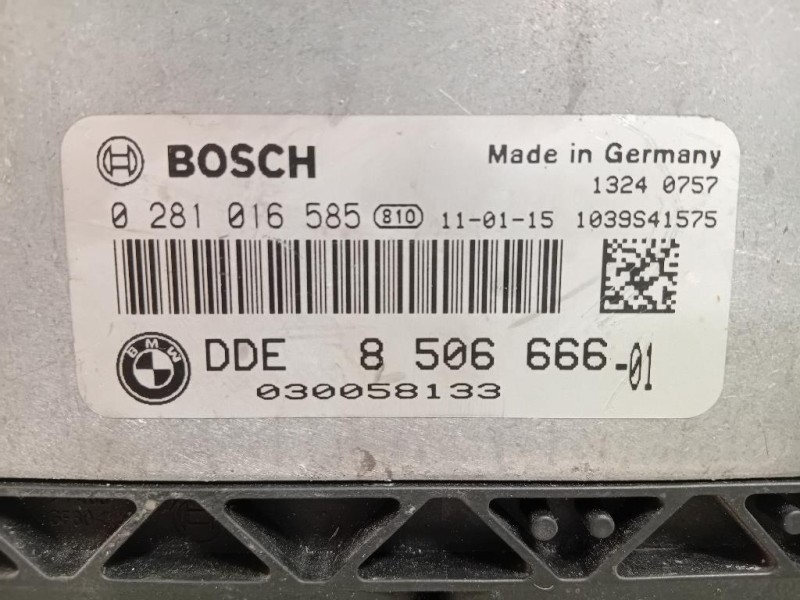 BOSCH Made in Germany
1324 0757
0 281 016 585 810 11-01-15 1039S41575
BMW DDE 8 506 666-01
030058133